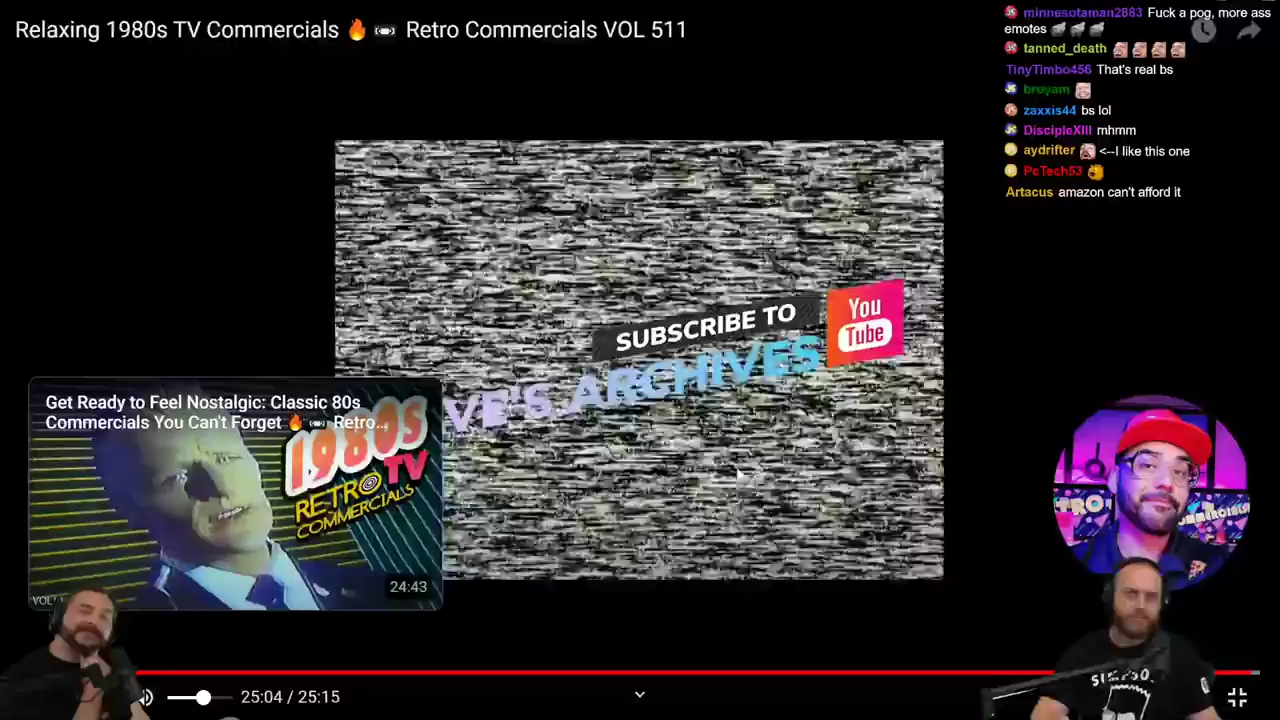 Relaxing 1980s TV Commercials 🔥 📼 Retro Commercials VOL 511
minnesotaman2883 Fuck a pog, more ass
emotes
tanned_death
TinyTimbo456 That's real bs
broyam
zaxxis44 bs lol
DiscipleXIII mhmm
aydrifter <--I like this one
PcTech53
Artacus amazon can't afford it
SUBSCRIBE TO
You
Tube
VE'S ARCHIVES
Get Ready to Feel Nostalgic: Classic 80s
Commercials You Can't Forget 🔥 📼 Retro...
1980s
TV
RETRO
COMMERCIALS
24:43
25:04 / 25:15